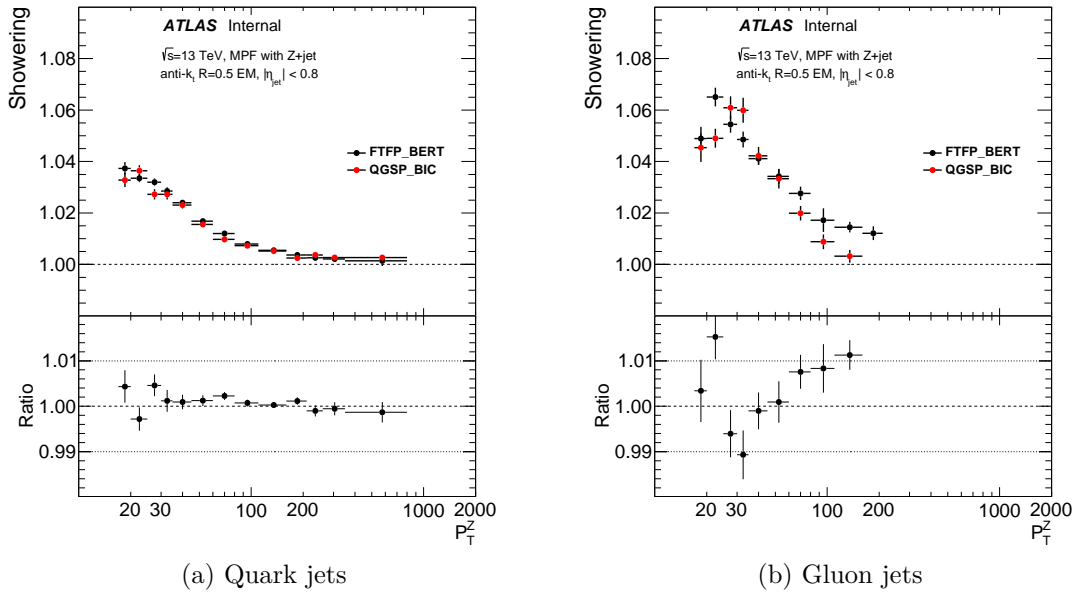 ATLAS Internal
√s=13 TeV, MPF with Z+jet
anti-kt R=0.5 EM, |ηjet| < 0.8
Showering
1.08
1.06
1.04
1.02
1.00
FTFP_BERT
QGSP_BIC
Ratio
1.01
1.00
0.99
20 30 100 200 1000 2000
P_T^Z
(a) Quark jets
ATLAS Internal
√s=13 TeV, MPF with Z+jet
anti-kt R=0.5 EM, |ηjet| < 0.8
Showering
1.08
1.06
1.04
1.02
1.00
FTFP_BERT
QGSP_BIC
Ratio
1.01
1.00
0.99
20 30 100 200 1000 2000
P_T^Z
(b) Gluon jets